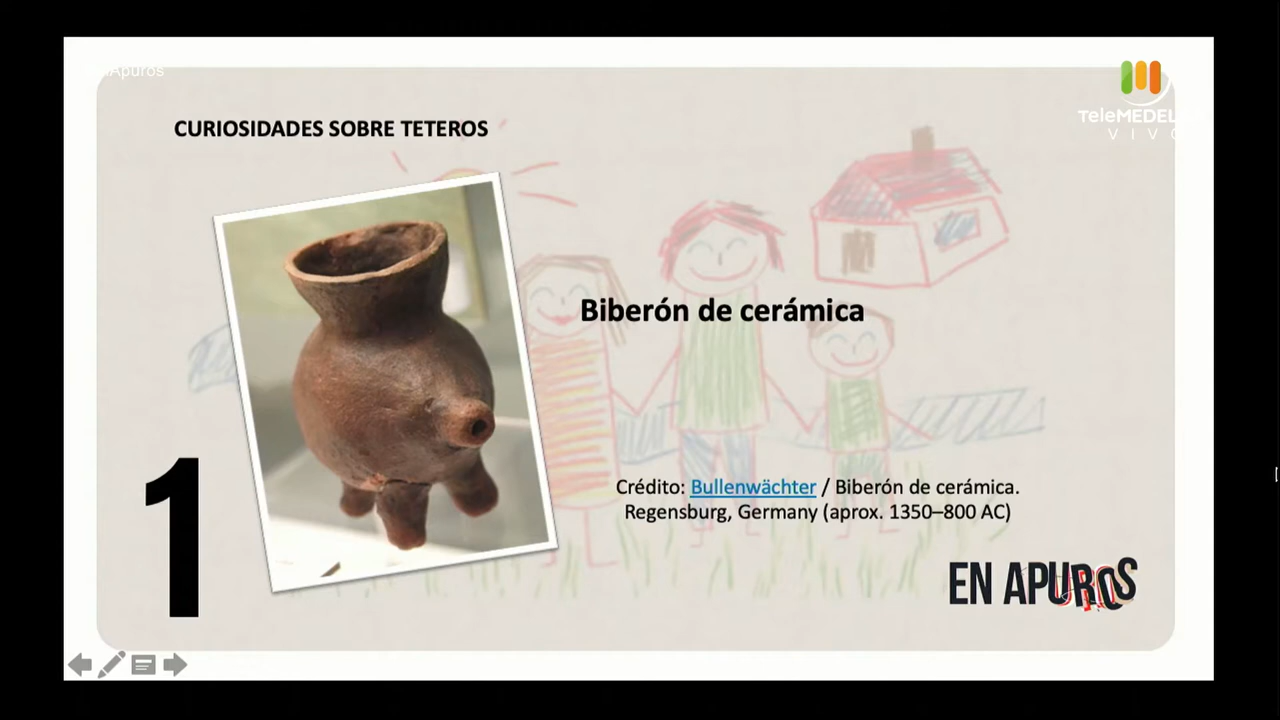 Apuros
TeleMEDEL
VIVO
CURIOSIDADES SOBRE TETEROS
Biberón de cerámica
1
Crédito: Bullenwächter / Biberón de cerámica.
Regensburg, Germany (aprox. 1350–800 AC)
EN APUROS